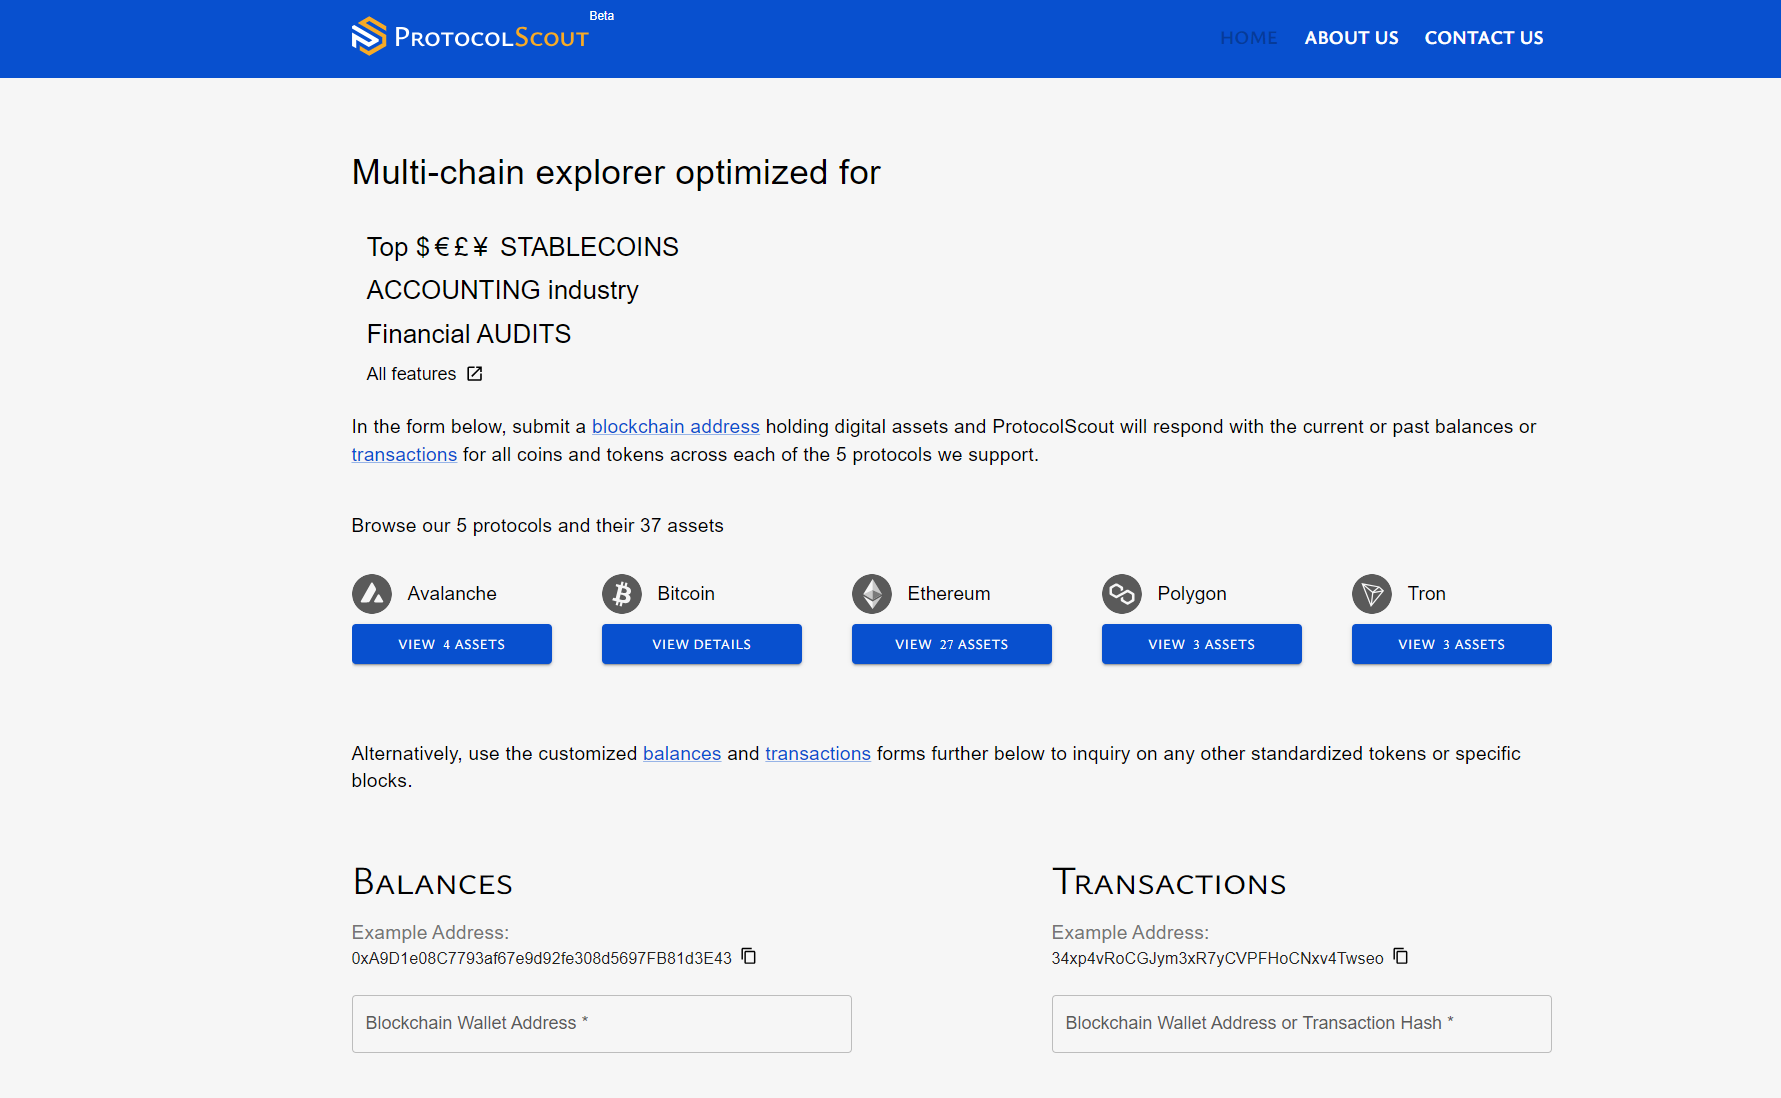 PROTOCOLSCOUT Beta
HOME ABOUT US CONTACT US
Multi-chain explorer optimized for
Top $€£¥ STABLECOINS
ACCOUNTING industry
Financial AUDITS
All features
In the form below, submit a blockchain address holding digital assets and ProtocolScout will respond with the current or past balances or
transactions for all coins and tokens across each of the 5 protocols we support.
Browse our 5 protocols and their 37 assets
Avalanche Bitcoin Ethereum Polygon Tron
VIEW 4 ASSETS VIEW DETAILS VIEW 27 ASSETS VIEW 3 ASSETS VIEW 3 ASSETS
Alternatively, use the customized balances and transactions forms further below to inquiry on any other standardized tokens or specific
blocks.
BALANCES
Example Address:
0xA9D1e08C7793af67e9d92fe308d5697FB81d3E43
Blockchain Wallet Address *
TRANSACTIONS
Example Address:
34xp4vRoCGJym3xR7yCVPFHoCNxv4Twseo
Blockchain Wallet Address or Transaction Hash *